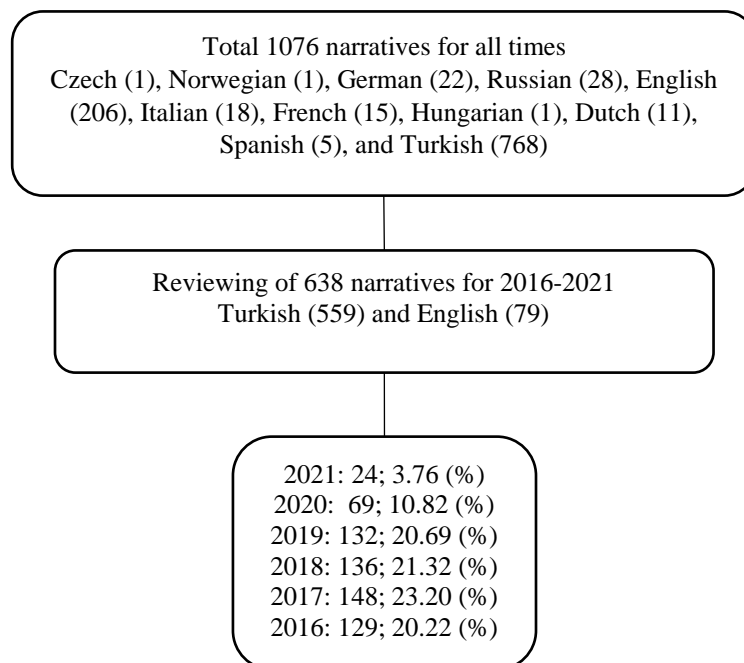 Total 1076 narratives for all times
Czech (1), Norwegian (1), German (22), Russian (28), English
(206), Italian (18), French (15), Hungarian (1), Dutch (11),
Spanish (5), and Turkish (768)
Reviewing of 638 narratives for 2016-2021
Turkish (559) and English (79)
2021: 24; 3.76 (%)
2020:  69; 10.82 (%)
2019: 132; 20.69 (%)
2018: 136; 21.32 (%)
2017: 148; 23.20 (%)
2016: 129; 20.22 (%)